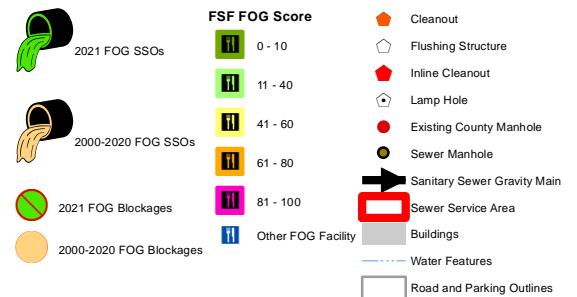 2021 FOG SSOs
2000-2020 FOG SSOs
2021 FOG Blockages
2000-2020 FOG Blockages
FSF FOG Score
0 - 10
11 - 40
41 - 60
61 - 80
81 - 100
Other FOG Facility
Cleanout
Flushing Structure
Inline Cleanout
Lamp Hole
Existing County Manhole
Sewer Manhole
Sanitary Sewer Gravity Main
Sewer Service Area
Buildings
Water Features
Road and Parking Outlines